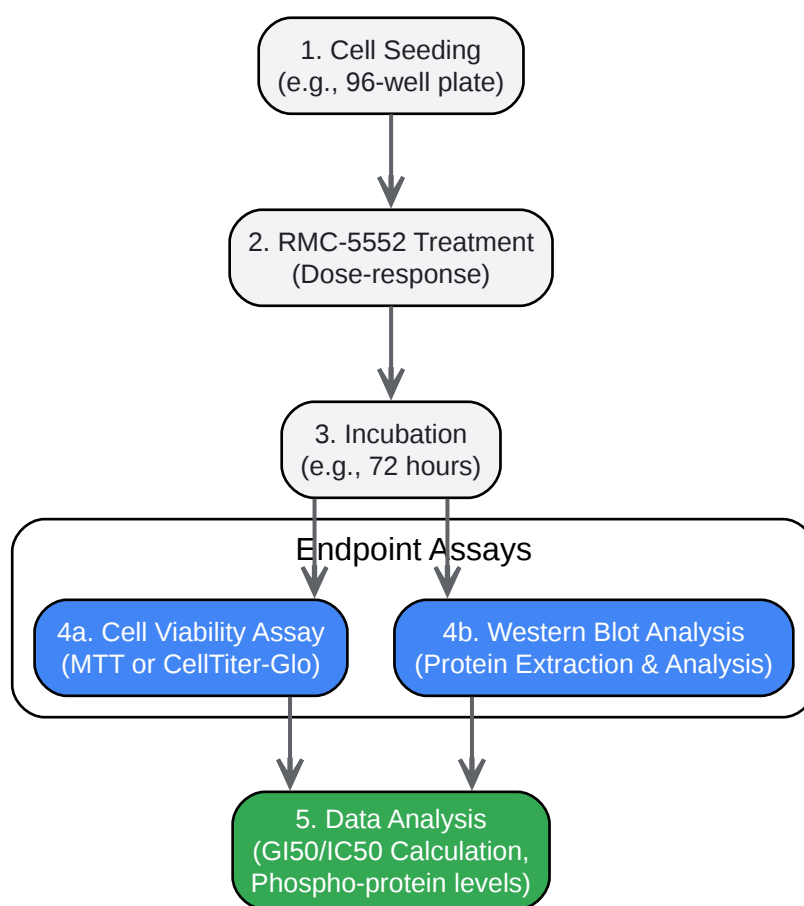 1. Cell Seeding
(e.g., 96-well plate)
2. RMC-5552 Treatment
(Dose-response)
3. Incubation
(e.g., 72 hours)
Endpoint Assays
4a. Cell Viability Assay
(MTT or CellTiter-Glo)
4b. Western Blot Analysis
(Protein Extraction & Analysis)
5. Data Analysis
(GI50/IC50 Calculation,
Phospho-protein levels)